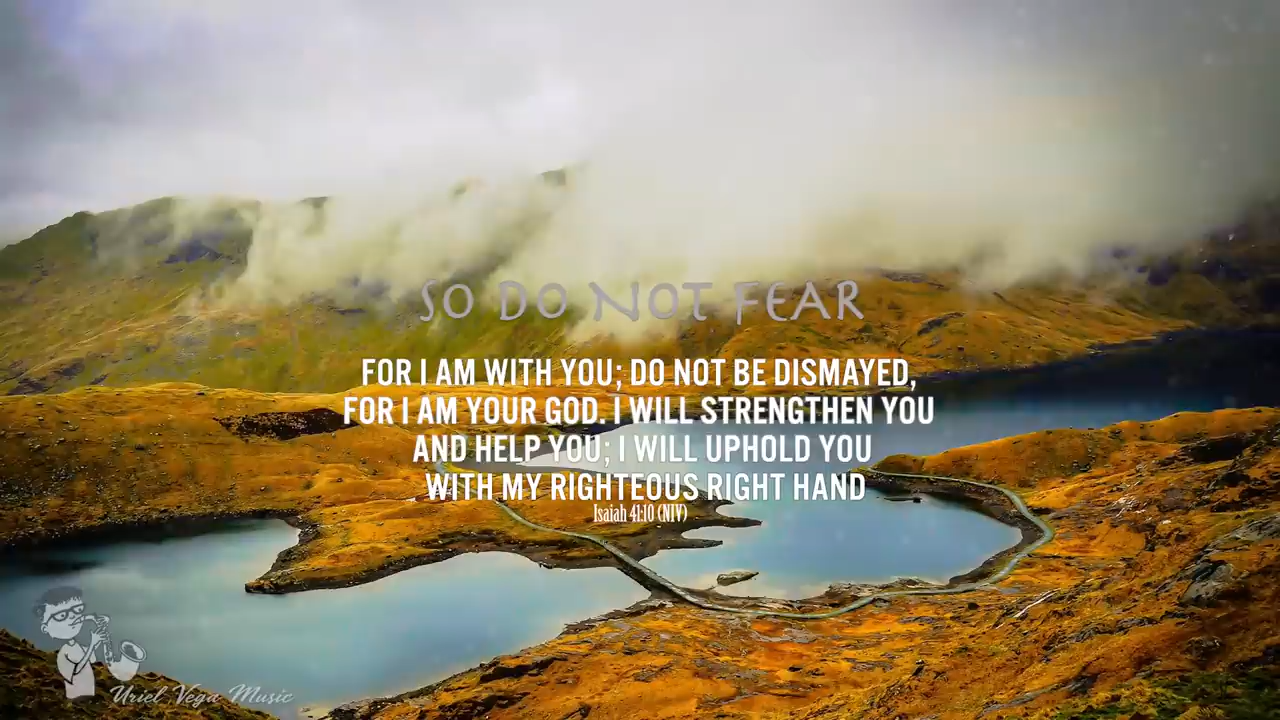 SO DO NOT FEAR
FOR I AM WITH YOU; DO NOT BE DISMAYED,
FOR I AM YOUR GOD. I WILL STRENGTHEN YOU
AND HELP YOU; I WILL UPHOLD YOU
WITH MY RIGHTEOUS RIGHT HAND
Isaiah 41:10 (NIV)
Uriel Vega Music